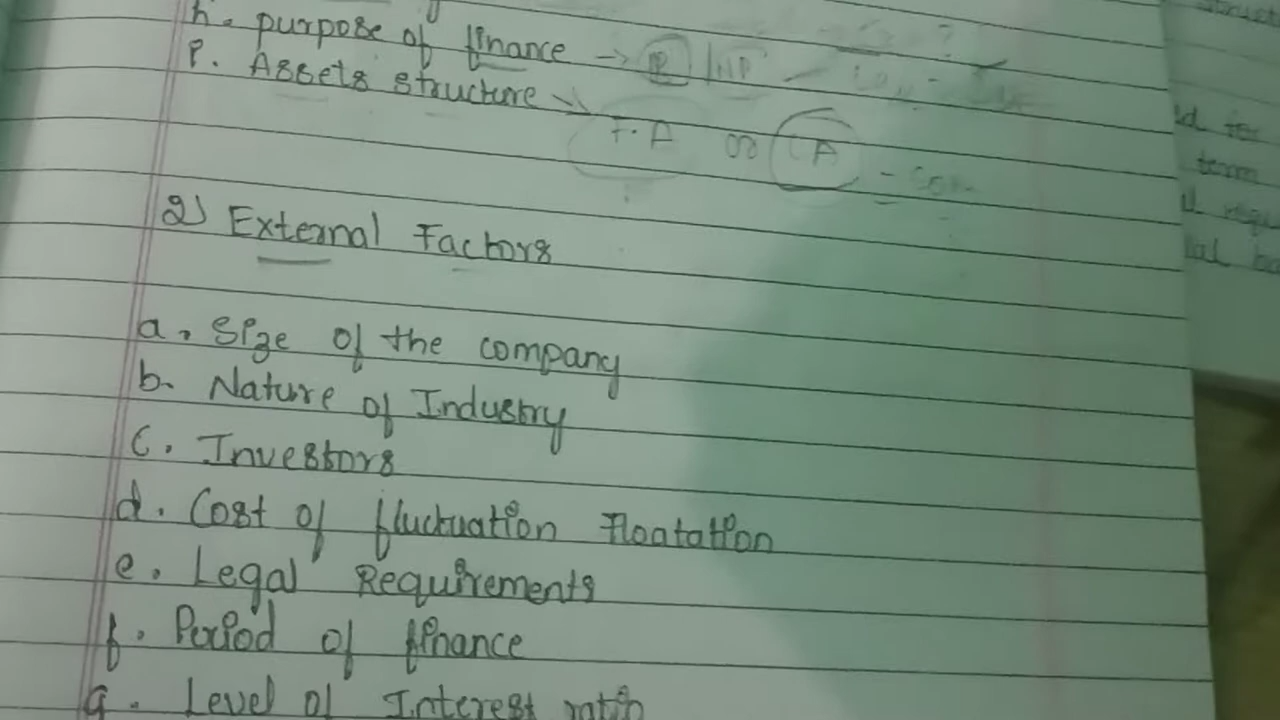 h. purpose of finance →
i. Assets structure
F.A or
2) External Factors
a. Size of the company
b. Nature of Industry
c. Investors
d. Cost of fluctuation Floatation
e. Legal Requirements
f. Period of finance
g. Level of Interest